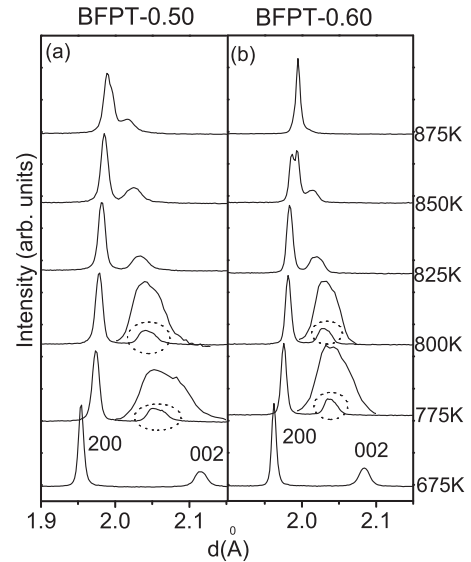 BFPT-0.50 BFPT-0.60
(a) (b)
Intensity (arb. units)
875K
850K
825K
800K
775K
200 002 200 002
675K
1.9 2.0 2.1 2.0 2.1
d(Å)